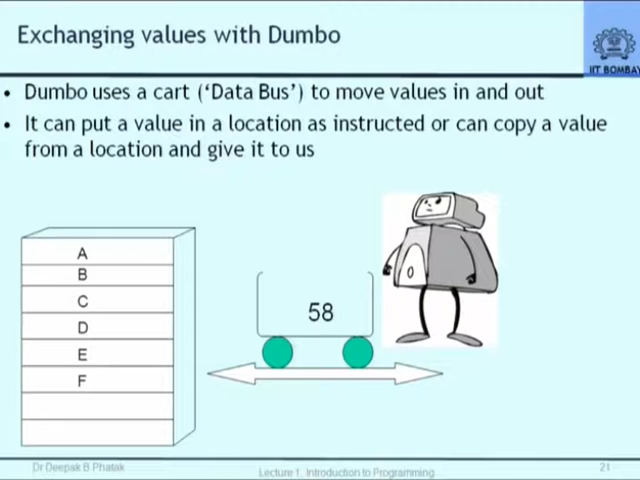 Exchanging values with Dumbo
IIT BOMBAY
• Dumbo uses a cart (‘Data Bus’) to move values in and out
• It can put a value in a location as instructed or can copy a value
from a location and give it to us
A
B
C
D
E
F
58
0
Dr Deepak B Phatak
Lecture 1, Introduction to Programming
21